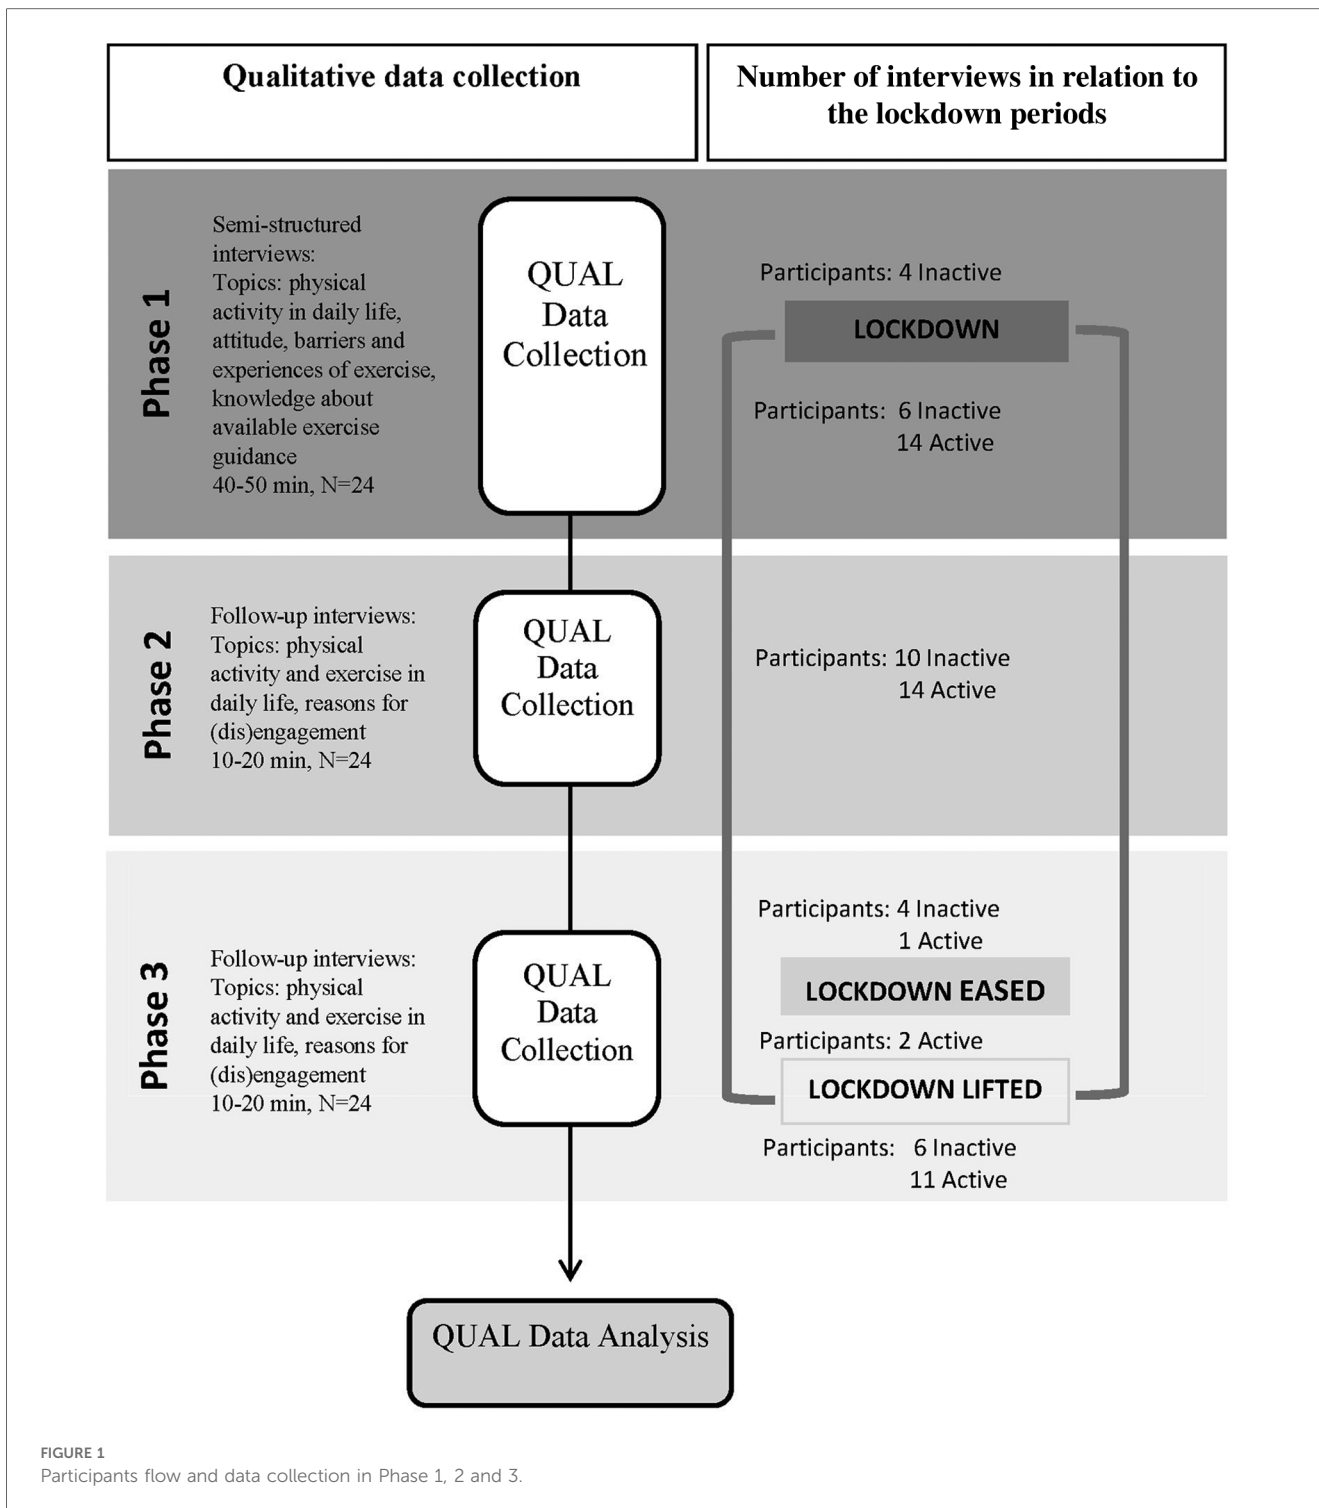 Qualitative data collection
Number of interviews in relation to
the lockdown periods
Phase 1
Semi-structured
interviews:
Topics: physical
activity in daily life,
attitude, barriers and
experiences of exercise,
knowledge about
available exercise
guidance
40-50 min, N=24
QUAL
Data
Collection
Participants: 4 Inactive
LOCKDOWN
Participants: 6 Inactive
14 Active
Phase 2
Follow-up interviews:
Topics: physical
activity and exercise in
daily life, reasons for
(dis)engagement
10-20 min, N=24
QUAL
Data
Collection
Participants: 10 Inactive
14 Active
Phase 3
Follow-up interviews:
Topics: physical
activity and exercise in
daily life, reasons for
(dis)engagement
10-20 min, N=24
QUAL
Data
Collection
Participants: 4 Inactive
1 Active
LOCKDOWN EASED
Participants: 2 Active
LOCKDOWN LIFTED
Participants: 6 Inactive
11 Active
QUAL Data Analysis
FIGURE 1
Participants flow and data collection in Phase 1, 2 and 3.